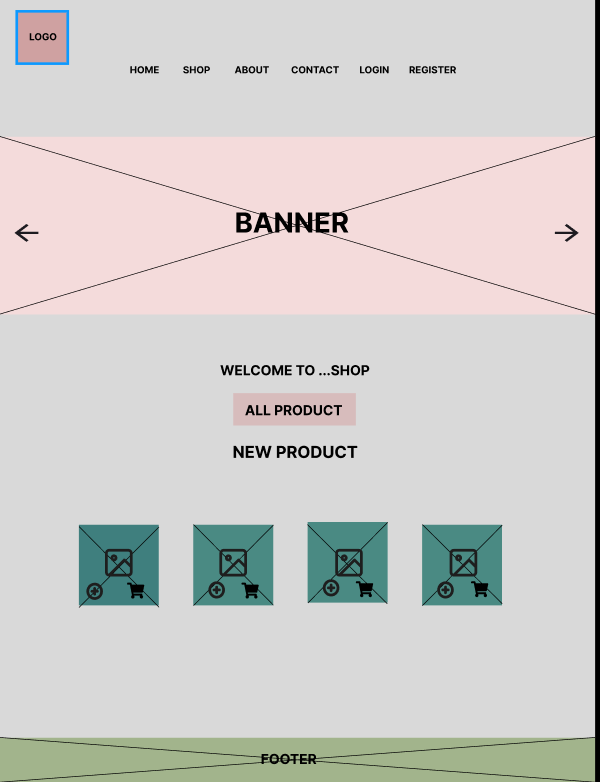 LOGO
HOME SHOP ABOUT CONTACT LOGIN REGISTER
BANNER
WELCOME TO ...SHOP
ALL PRODUCT
NEW PRODUCT
FOOTER